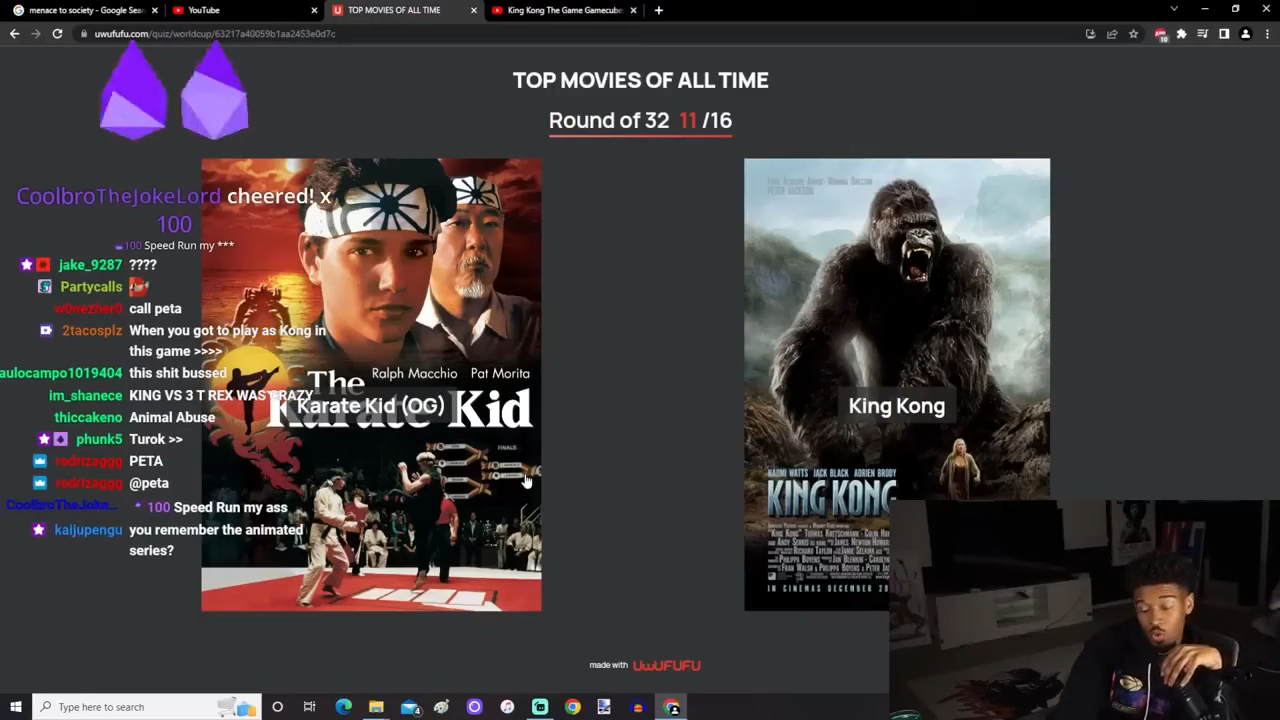 menace to society - Google Sea
YouTube
TOP MOVIES OF ALL TIME
King Kong The Game Gamecube
uwufufu.com/quiz/worldcup/63217a40059b1aa2453e0d7c
TOP MOVIES OF ALL TIME
Round of 32 11 /16
CoolbroTheJokeLord cheered! x
100
100 Speed Run my ***
jake_9287 ????
Partycalls
w0nezher0 call peta
2tacosplz When you got to play as Kong in
this game >>>>
aulocampo1019404 this shit bussed
im_shanece KING VS 3 T REX WAS CRAZY
thiccakeno Animal Abuse
phunk5 Turok >>
rodrizaggg PETA
rodrizaggg @peta
CoolbroTheJoke... 100 Speed Run my ass
kaijupengu you remember the animated
series?
Ralph Macchio Pat Morita
The
Karate Kid
Karate Kid (OG)
FINALS
PETER JACKSON
King Kong
NAOMI WATTS JACK BLACK ADRIEN BRODY
KING KONG
IN CINEMAS DECEMBER
made with UWUFUFU
Type here to search